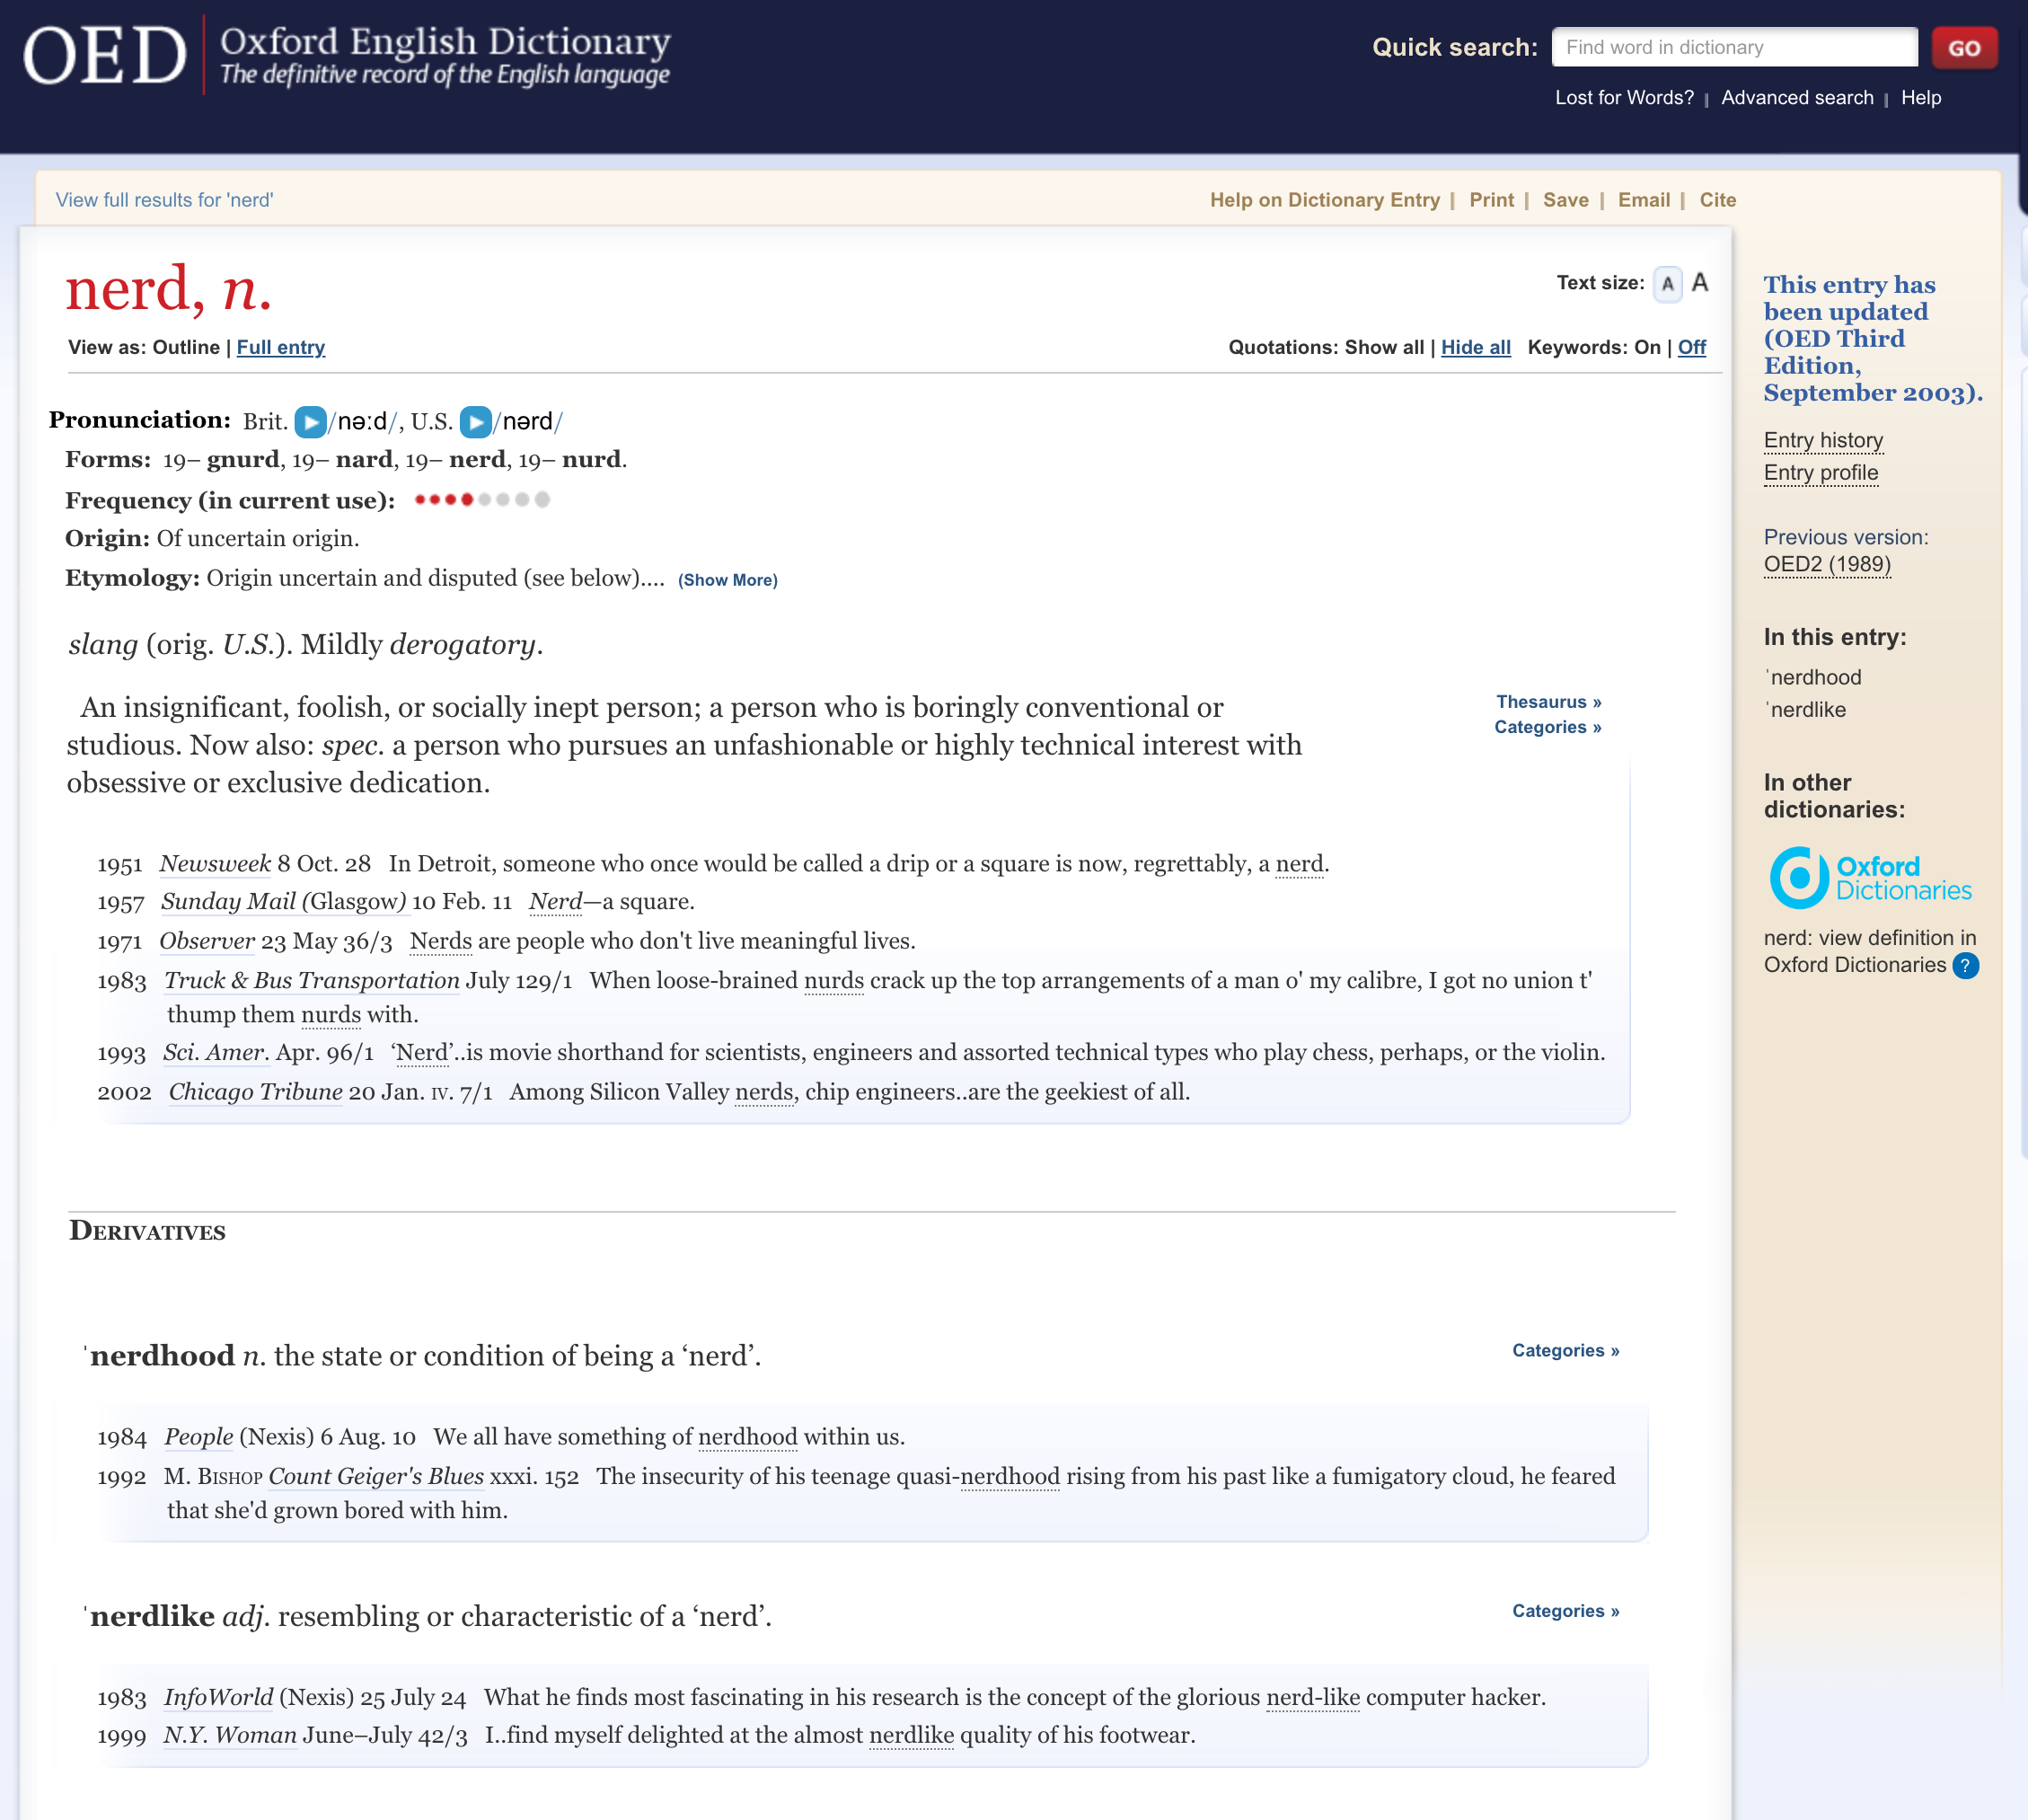 OED Oxford English Dictionary
The definitive record of the English language
Quick search: Find word in dictionary GO
Lost for Words? | Advanced search | Help
View full results for 'nerd'
Help on Dictionary Entry | Print | Save | Email | Cite
nerd, n.
Text size: A A
View as: Outline | Full entry
Quotations: Show all | Hide all Keywords: On | Off
Pronunciation: Brit. /nəːd/, U.S. /nərd/
Forms: 19– gnurd, 19– nard, 19– nerd, 19– nurd.
Frequency (in current use):
Origin: Of uncertain origin.
Etymology: Origin uncertain and disputed (see below).... (Show More)
slang (orig. U.S.). Mildly derogatory.
An insignificant, foolish, or socially inept person; a person who is boringly conventional or
studious. Now also: spec. a person who pursues an unfashionable or highly technical interest with
obsessive or exclusive dedication.
Thesaurus »
Categories »
1951 Newsweek 8 Oct. 28 In Detroit, someone who once would be called a drip or a square is now, regrettably, a nerd.
1957 Sunday Mail (Glasgow) 10 Feb. 11 Nerd—a square.
1971 Observer 23 May 36/3 Nerds are people who don't live meaningful lives.
1983 Truck & Bus Transportation July 129/1 When loose-brained nurds crack up the top arrangements of a man o' my calibre, I got no union t'
thump them nurds with.
1993 Sci. Amer. Apr. 96/1 ‘Nerd’..is movie shorthand for scientists, engineers and assorted technical types who play chess, perhaps, or the violin.
2002 Chicago Tribune 20 Jan. IV. 7/1 Among Silicon Valley nerds, chip engineers..are the geekiest of all.
DERIVATIVES
ˈnerdhood n. the state or condition of being a ‘nerd’.
Categories »
1984 People (Nexis) 6 Aug. 10 We all have something of nerdhood within us.
1992 M. BISHOP Count Geiger's Blues xxxi. 152 The insecurity of his teenage quasi-nerdhood rising from his past like a fumigatory cloud, he feared
that she'd grown bored with him.
ˈnerdlike adj. resembling or characteristic of a ‘nerd’.
Categories »
1983 InfoWorld (Nexis) 25 July 24 What he finds most fascinating in his research is the concept of the glorious nerd-like computer hacker.
1999 N.Y. Woman June–July 42/3 I..find myself delighted at the almost nerdlike quality of his footwear.
This entry has
been updated
(OED Third
Edition,
September 2003).
Entry history
Entry profile
Previous version:
OED2 (1989)
In this entry:
ˈnerdhood
ˈnerdlike
In other
dictionaries:
Oxford
Dictionaries
nerd: view definition in
Oxford Dictionaries ?